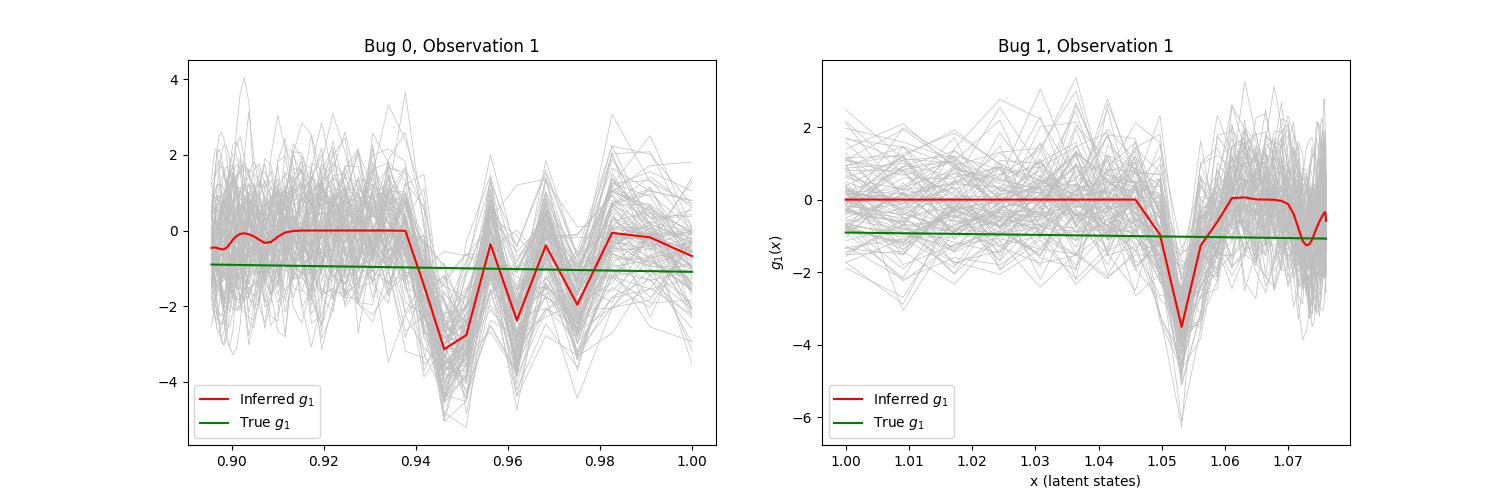 Bug 0, Observation 1
4
2
0
−2
−4
Inferred g₁
True g₁
0.90 0.92 0.94 0.96 0.98 1.00
Bug 1, Observation 1
g₁(x)
2
0
−2
−4
−6
Inferred g₁
True g₁
1.00 1.01 1.02 1.03 1.04 1.05 1.06 1.07
x (latent states)